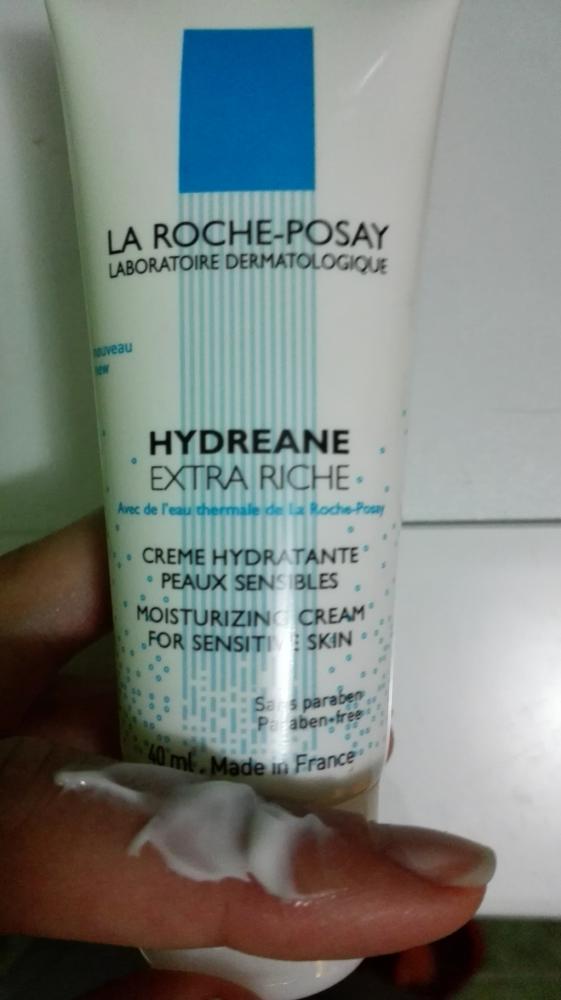 LA ROCHE-POSAY
LABORATOIRE DERMATOLOGIQUE
nouveau
new
HYDREANE
EXTRA RICHE
Avec de l'eau thermale de La Roche-Posay
CREME HYDRATANTE
PEAUX SENSIBLES
MOISTURIZING CREAM
FOR SENSITIVE SKIN
Sans paraben
Paraben-free
40 ml. Made in France